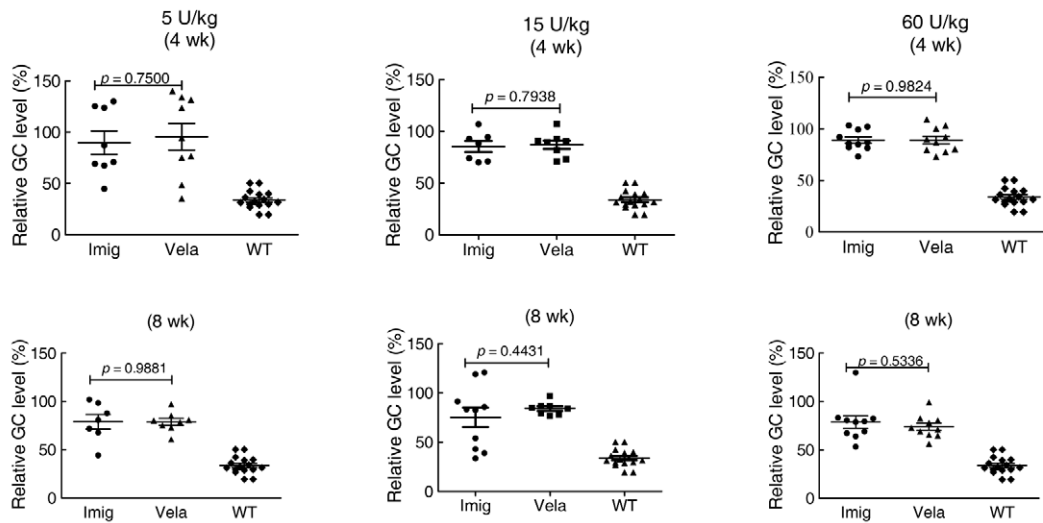 5 U/kg
(4 wk)
Relative GC level (%)
150
100
50
0
p = 0.7500
Imig Vela WT
15 U/kg
(4 wk)
Relative GC level (%)
150
100
50
0
p = 0.7938
Imig Vela WT
60 U/kg
(4 wk)
Relative GC level (%)
150
100
50
0
p = 0.9824
Imig Vela WT
(8 wk)
Relative GC level (%)
150
100
50
0
p = 0.9881
Imig Vela WT
(8 wk)
Relative GC level (%)
150
100
50
0
p = 0.4431
Imig Vela WT
(8 wk)
Relative GC level (%)
150
100
50
0
p = 0.5336
Imig Vela WT